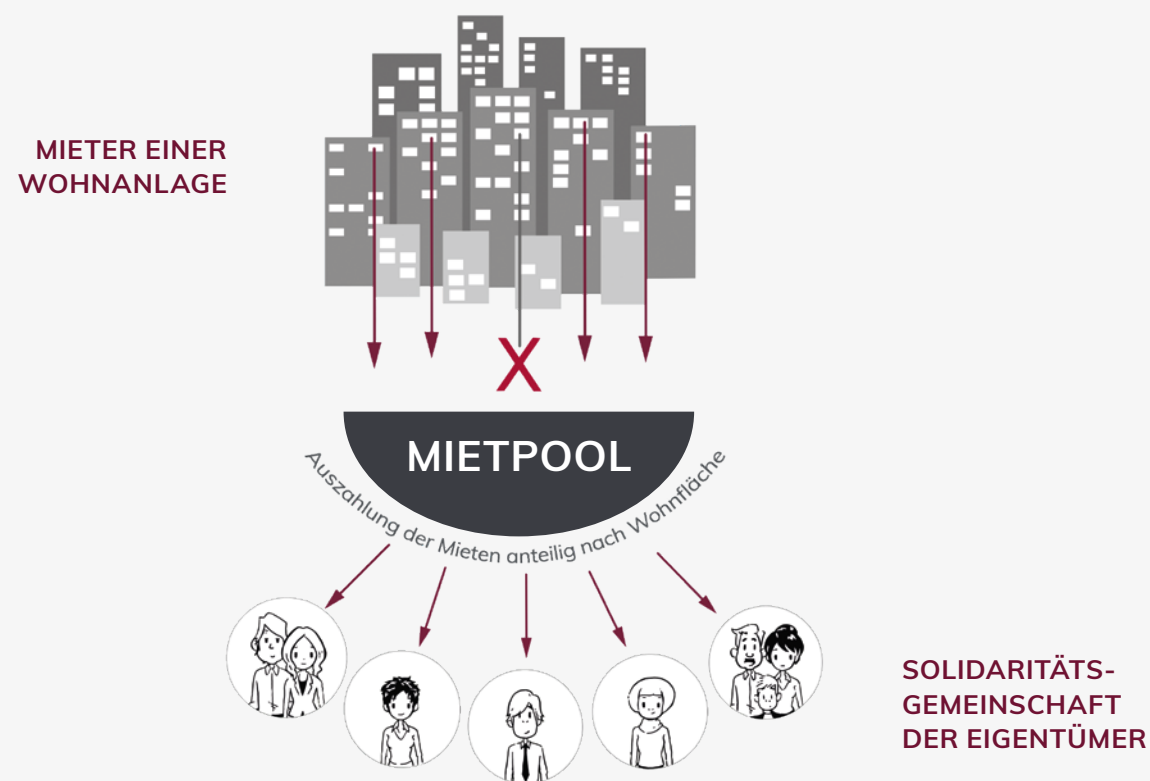 MIETER EINER
WOHNANLAGE
X
MIETPOOL
Auszahlung der Mieten anteilig nach Wohnfläche
SOLIDARITÄTS-
GEMEINSCHAFT
DER EIGENTÜMER